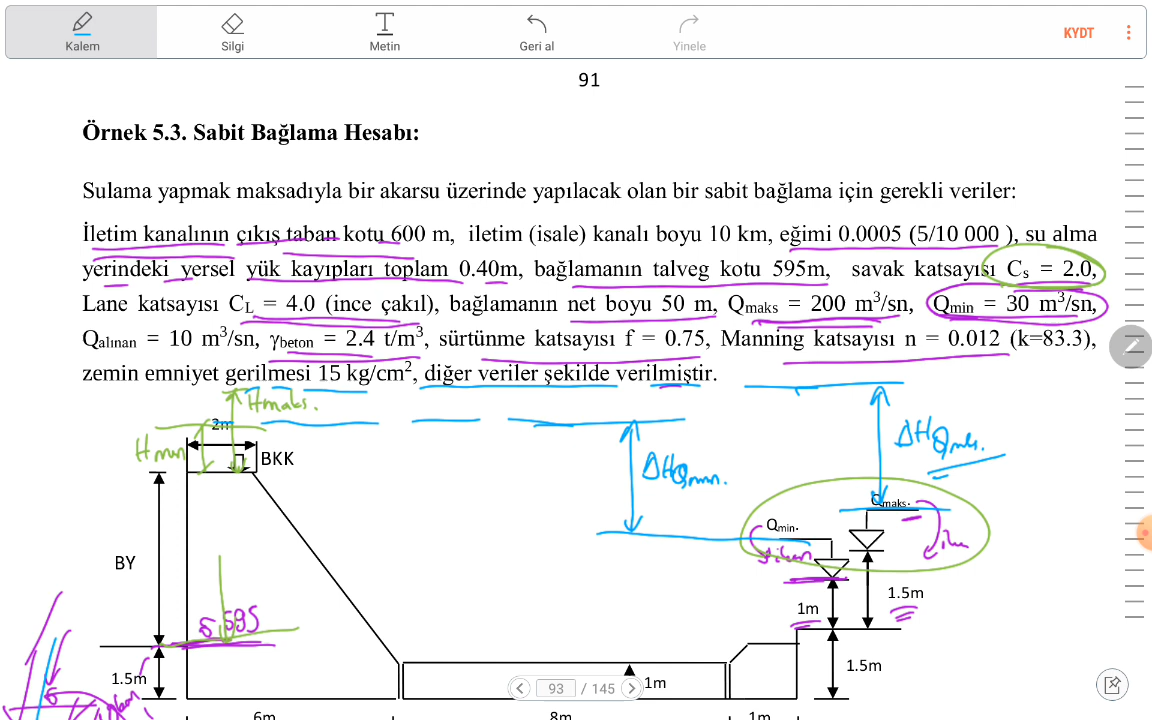 Kalem Silgi Metin Geri al Yinele KYDT
91
Örnek 5.3. Sabit Bağlama Hesabı:
Sulama yapmak maksadıyla bir akarsu üzerinde yapılacak olan bir sabit bağlama için gerekli veriler:
İletim kanalının çıkış taban kotu 600 m, iletim (isale) kanalı boyu 10 km, eğimi 0.0005 (5/10 000 ), su alma
yerindeki yersel yük kayıpları toplam 0.40m, bağlamanın talveg kotu 595m, savak katsayısı Cs = 2.0,
Lane katsayısı CL = 4.0 (ince çakıl), bağlamanın net boyu 50 m, Qmaks = 200 m³/sn, Qmin = 30 m³/sn,
Qalınan = 10 m³/sn, γbeton = 2.4 t/m³, sürtünme katsayısı f = 0.75, Manning katsayısı n = 0.012 (k=83.3),
zemin emniyet gerilmesi 15 kg/cm², diğer veriler şekilde verilmiştir.
Hmaks.
2m
Hmin
BKK
ΔHQmaks.
ΔHQmin.
Qmaks.
Qmin.
BY
1.5m
1m
595
1.5m
1.5m
93 / 145
1m
6m 8m 1m